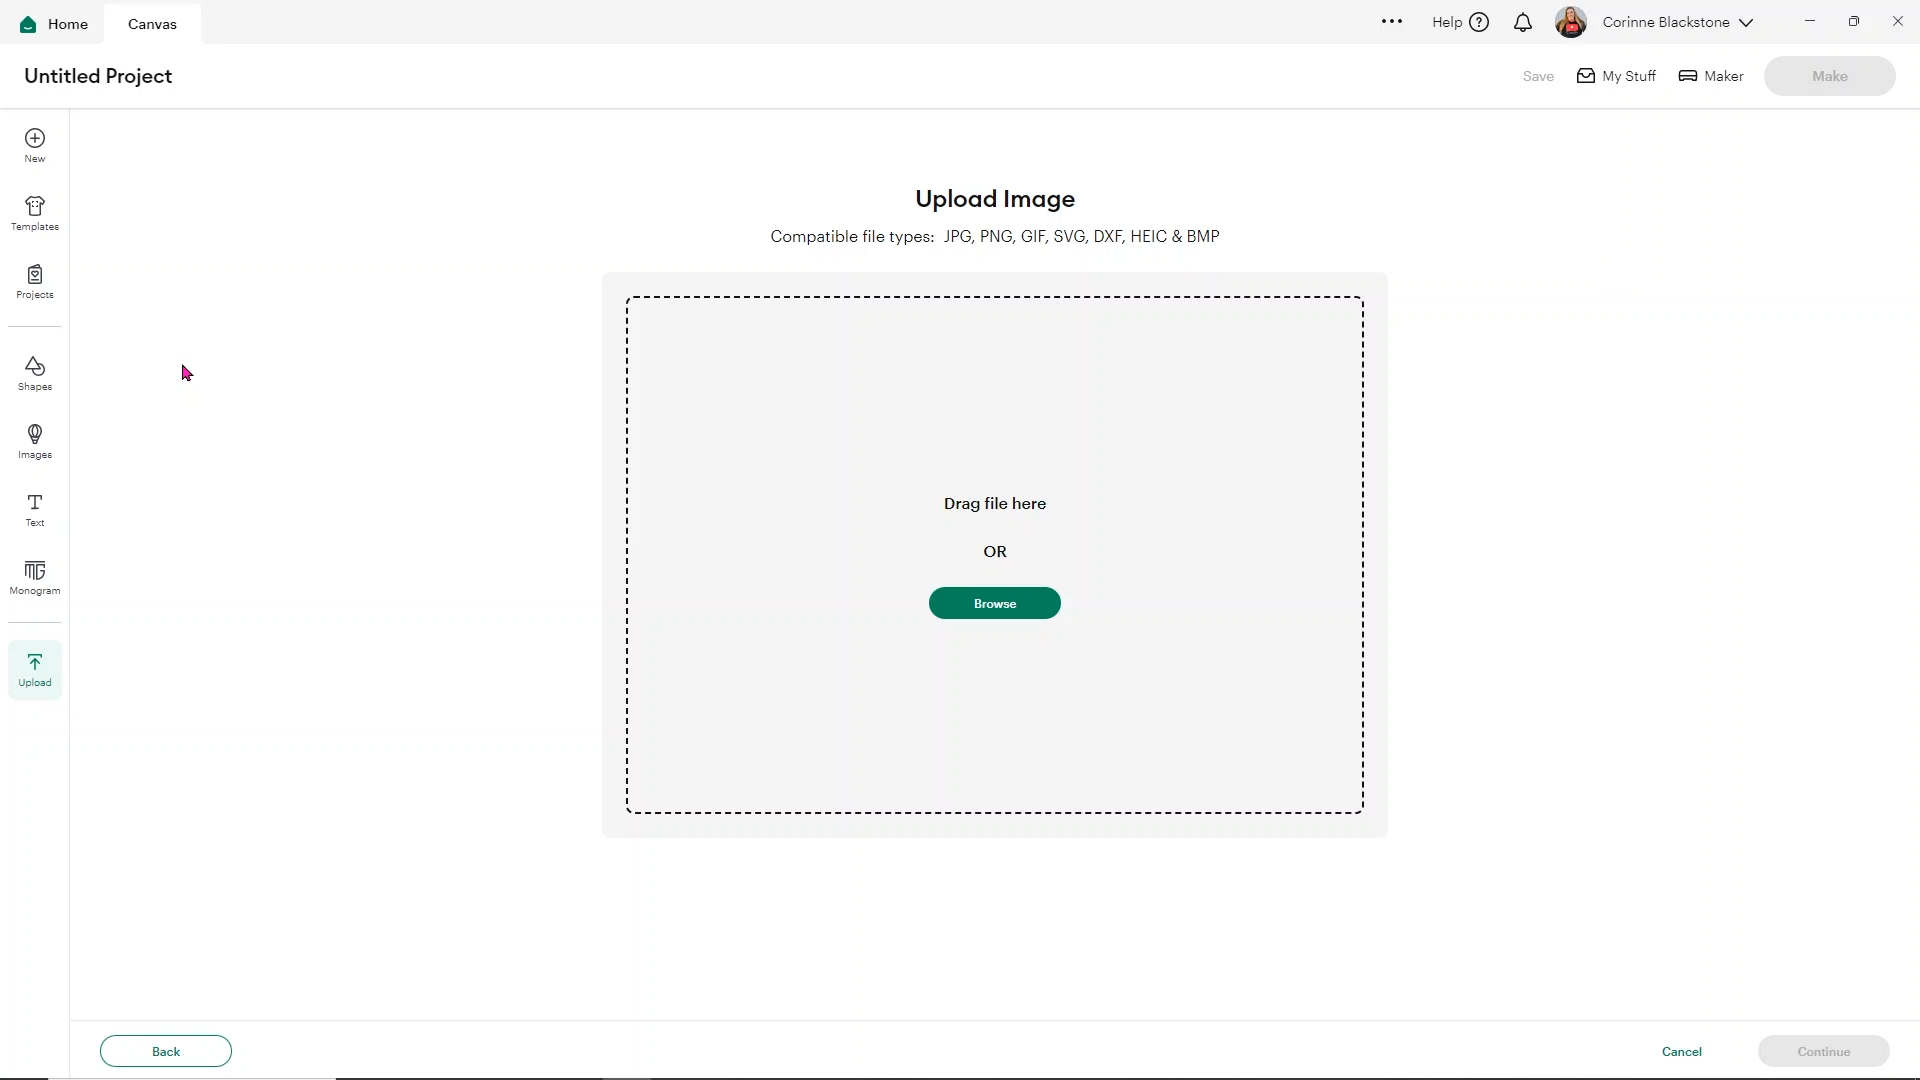 Home
Canvas
Help
Corinne Blackstone
Untitled Project
Save
My Stuff
Maker
Make
New
Templates
Projects
Shapes
Images
Text
Monogram
Upload
Upload Image
Compatible file types: JPG, PNG, GIF, SVG, DXF, HEIC & BMP
Drag file here
OR
Browse
Back
Cancel
Continue